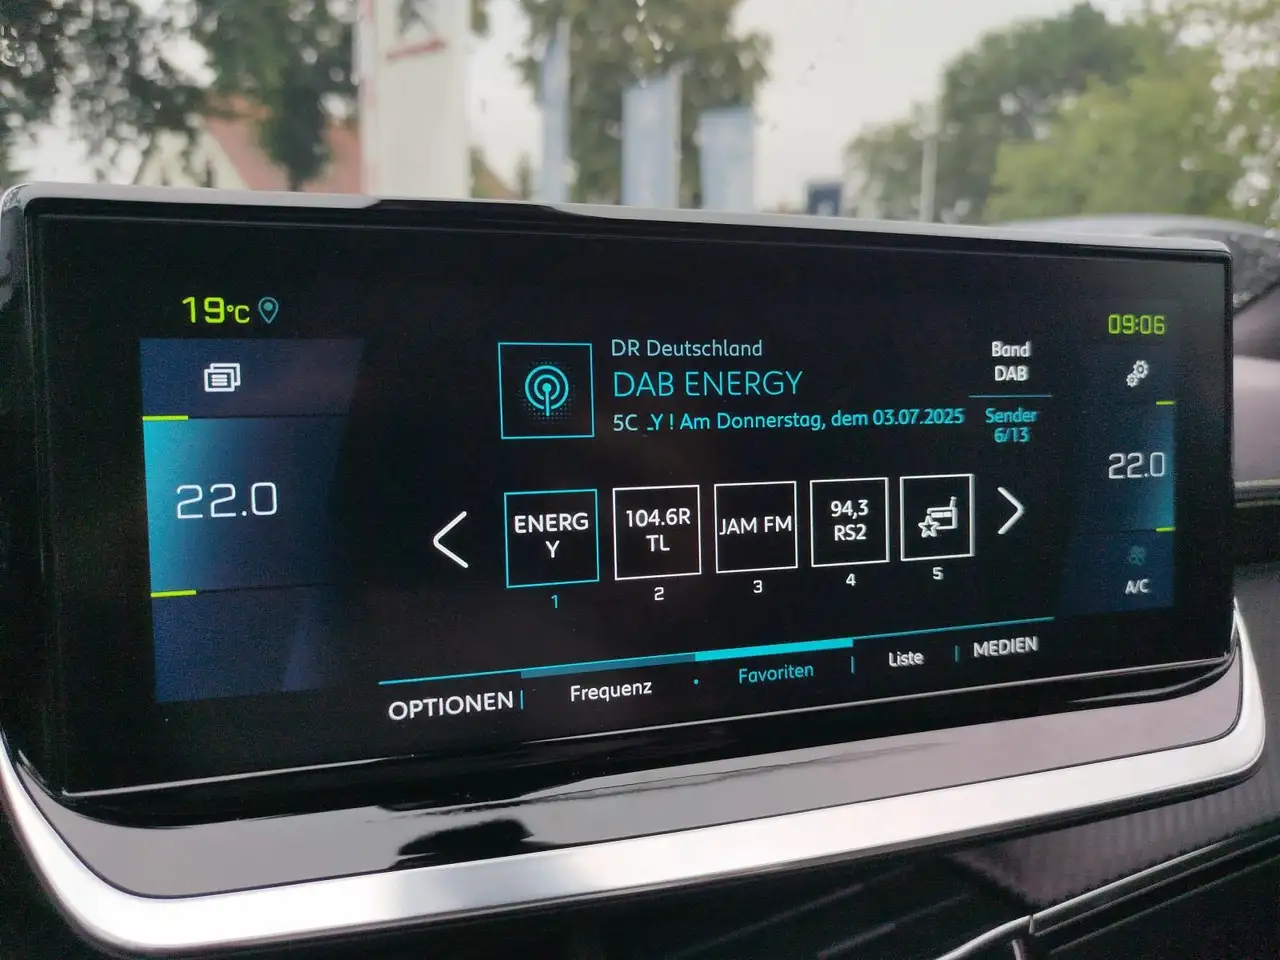 19°C
09:06
DR Deutschland
DAB ENERGY
5C _Y ! Am Donnerstag, dem 03.07.2025
Band
DAB
Sender
6/13
22.0
22.0
A/C
ENERG
Y
1
104.6R
TL
2
JAM FM
3
94,3
RS2
4
5
OPTIONEN
Frequenz
Favoriten
Liste
MEDIEN